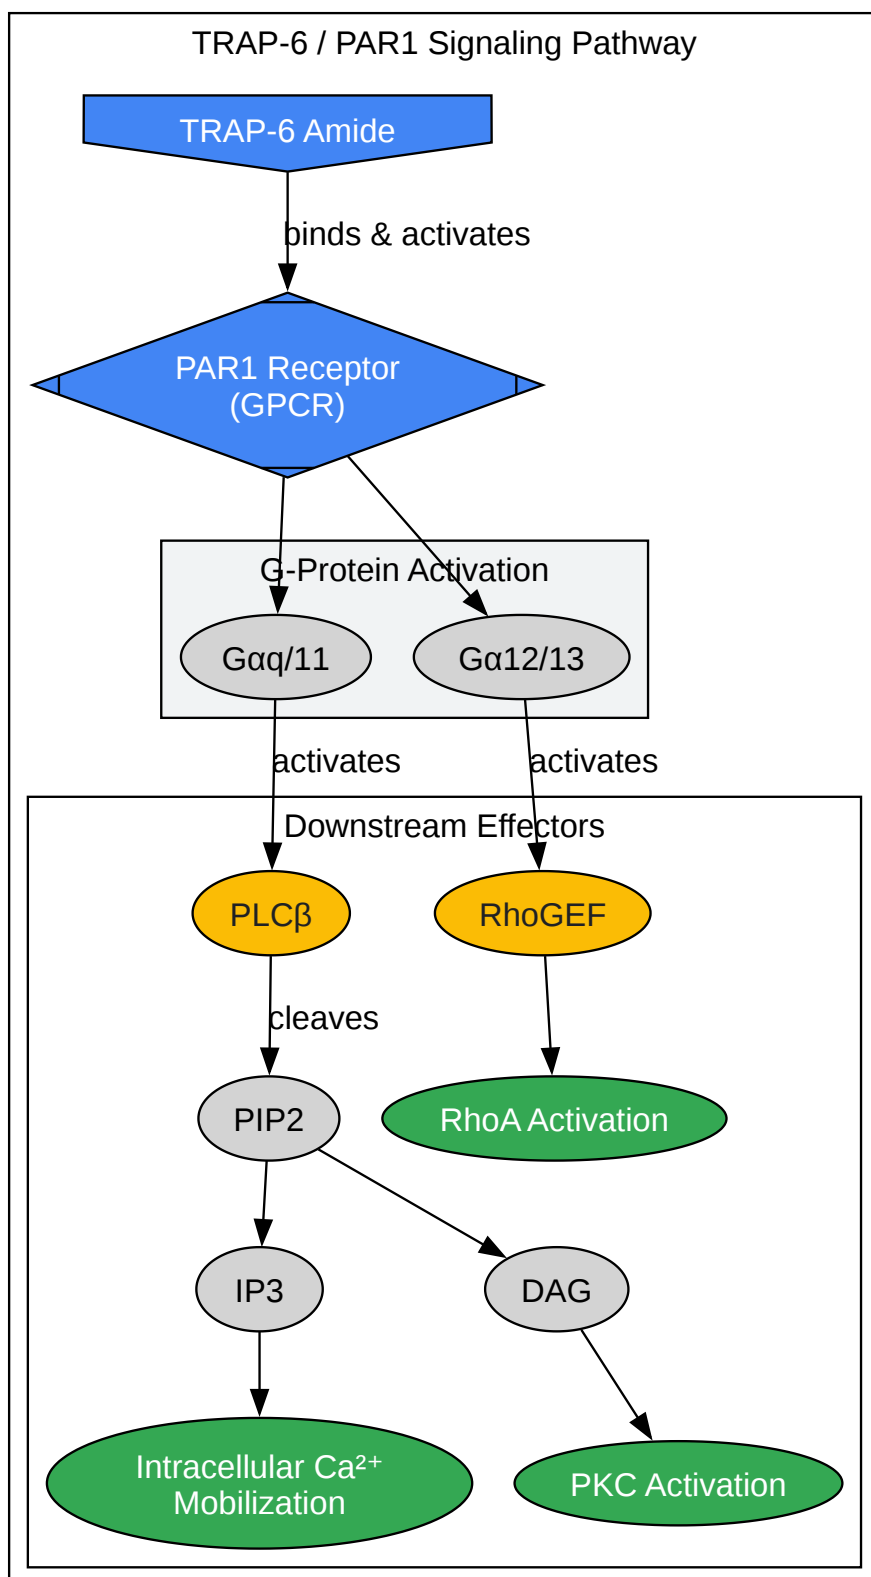 TRAP-6 / PAR1 Signaling Pathway
TRAP-6 Amide
binds & activates
PAR1 Receptor
(GPCR)
G-Protein Activation
Gαq/11
Gα12/13
activates
activates
Downstream Effectors
PLCβ
RhoGEF
cleaves
PIP2
RhoA Activation
IP3
DAG
Intracellular Ca²⁺
Mobilization
PKC Activation